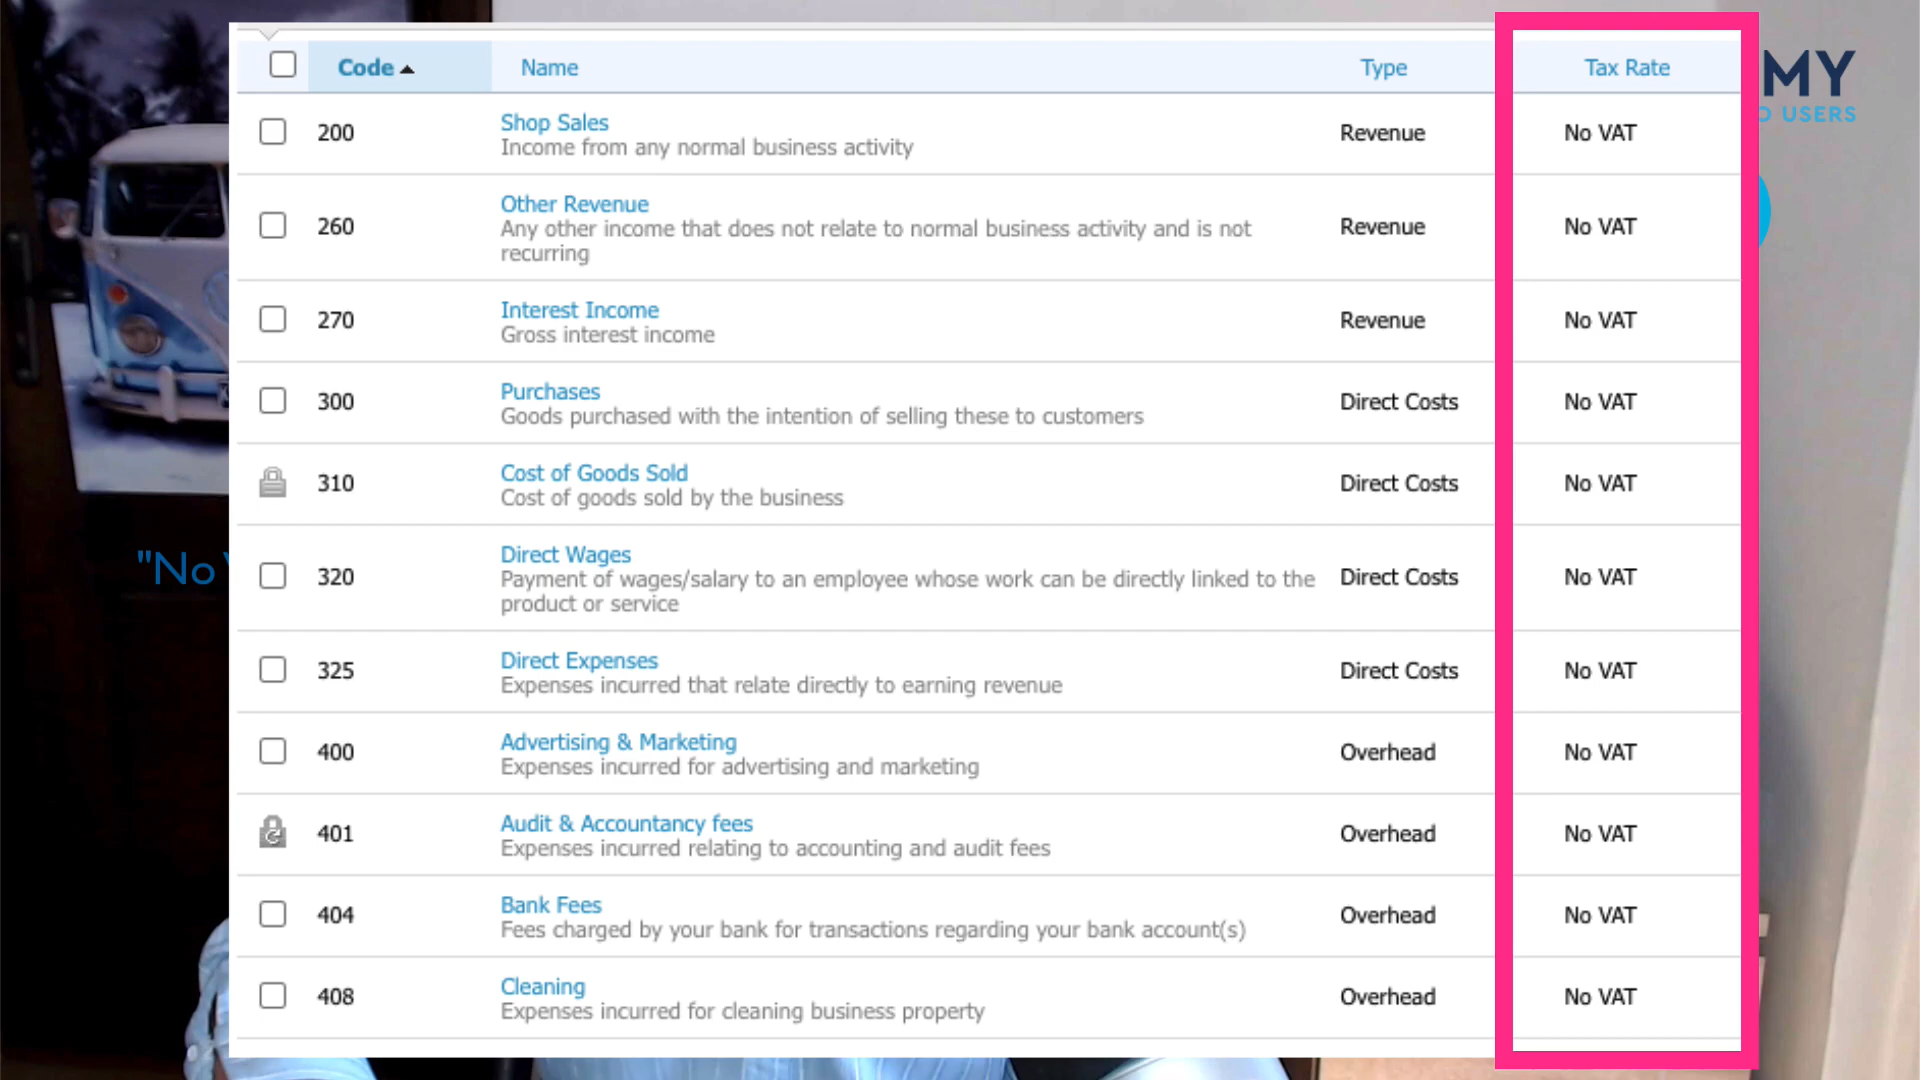 Code Name Type Tax Rate
200 Shop Sales Revenue No VAT
Income from any normal business activity
260 Other Revenue Revenue No VAT
Any other income that does not relate to normal business activity and is not
recurring
270 Interest Income Revenue No VAT
Gross interest income
300 Purchases Direct Costs No VAT
Goods purchased with the intention of selling these to customers
310 Cost of Goods Sold Direct Costs No VAT
Cost of goods sold by the business
320 Direct Wages Direct Costs No VAT
Payment of wages/salary to an employee whose work can be directly linked to the
product or service
325 Direct Expenses Direct Costs No VAT
Expenses incurred that relate directly to earning revenue
400 Advertising & Marketing Overhead No VAT
Expenses incurred for advertising and marketing
401 Audit & Accountancy fees Overhead No VAT
Expenses incurred relating to accounting and audit fees
404 Bank Fees Overhead No VAT
Fees charged by your bank for transactions regarding your bank account(s)
408 Cleaning Overhead No VAT
Expenses incurred for cleaning business property
MY
USERS
"No